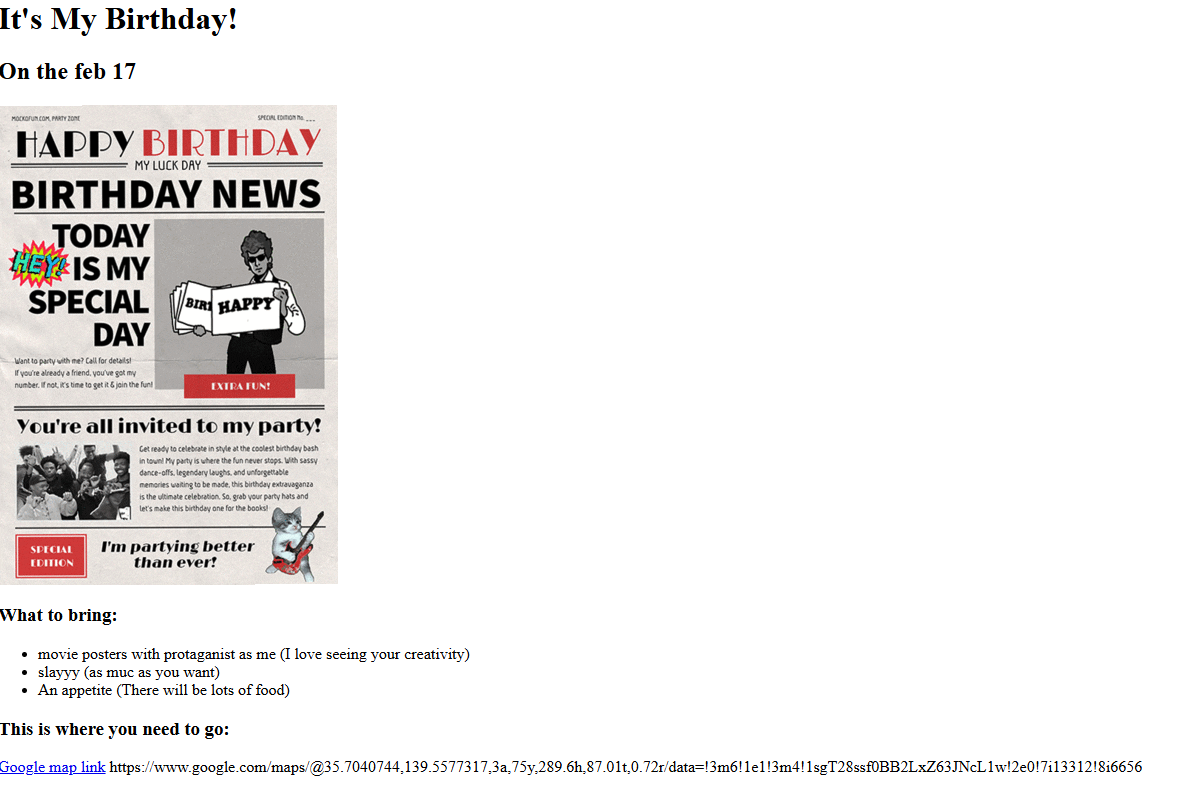 It's My Birthday!
On the feb 17
MOCKOFUN.COM, PARTY ZONE
SPECIAL EDITION No. ___
HAPPY BIRTHDAY
MY LUCK DAY
BIRTHDAY NEWS
TODAY
HEY!
IS MY
SPECIAL
DAY
BIRT
HAPPY
Want to party with me? Call for details!
If you're already a friend, you've got my
number. If not, it's time to get it & join the fun!
EXTRA FUN!
You're all invited to my party!
Get ready to celebrate in style at the coolest birthday bash
in town! My party is where the fun never stops. With sassy
dance-offs, legendary laughs, and unforgettable
memories waiting to be made, this birthday extravaganza
is the ultimate celebration. So, grab your party hats and
let's make this birthday one for the books!
SPECIAL
EDITION
I'm partying better
than ever!
What to bring:
movie posters with protaganist as me (I love seeing your creativity)
slayyy (as muc as you want)
An appetite (There will be lots of food)
This is where you need to go:
Google map link https://www.google.com/maps/@35.7040744,139.5577317,3a,75y,289.6h,87.01t,0.72r/data=!3m6!1e1!3m4!1sgT28ssf0BB2LxZ63JNcL1w!2e0!7i13312!8i6656